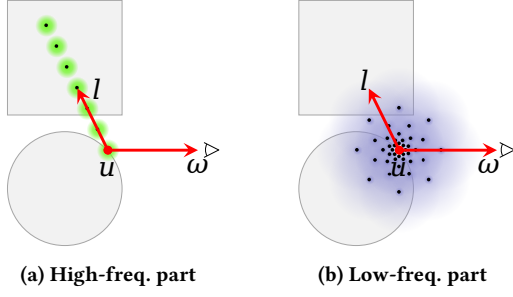 l
u
ω
l
u
ω
(a) High-freq. part
(b) Low-freq. part